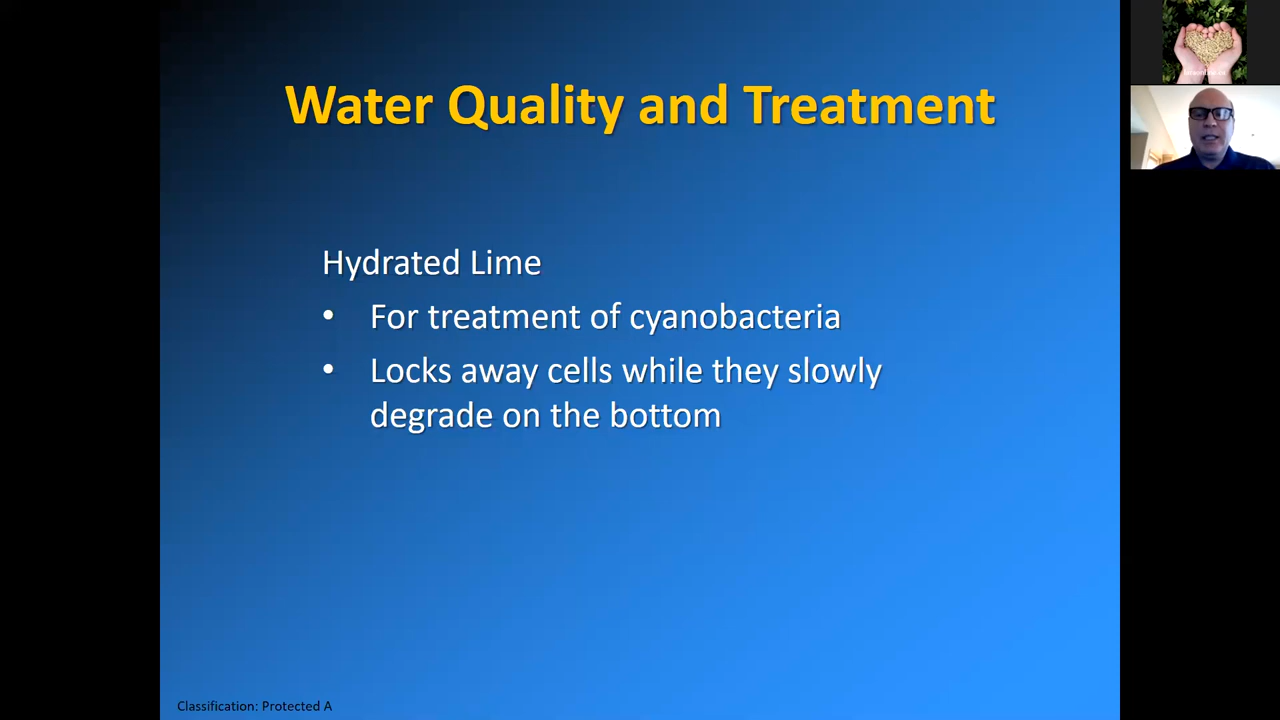 Water Quality and Treatment
Hydrated Lime
• For treatment of cyanobacteria
• Locks away cells while they slowly
degrade on the bottom
Classification: Protected A